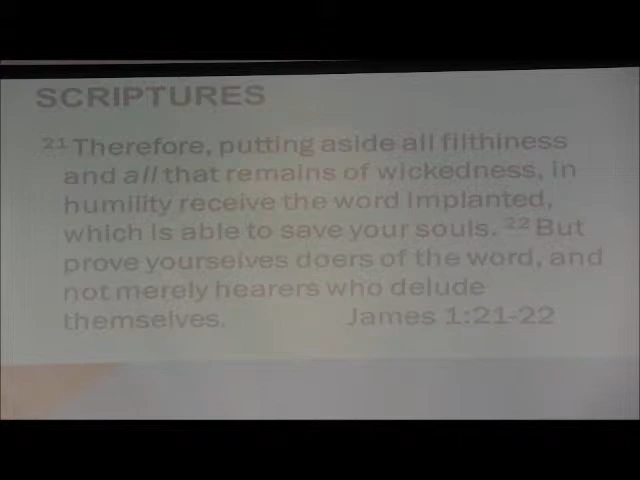 SCRIPTURES
21 Therefore, putting aside all filthiness
and all that remains of wickedness, in
humility receive the word implanted,
which is able to save your souls. 22 But
prove yourselves doers of the word, and
not merely hearers who delude
themselves. James 1:21-22